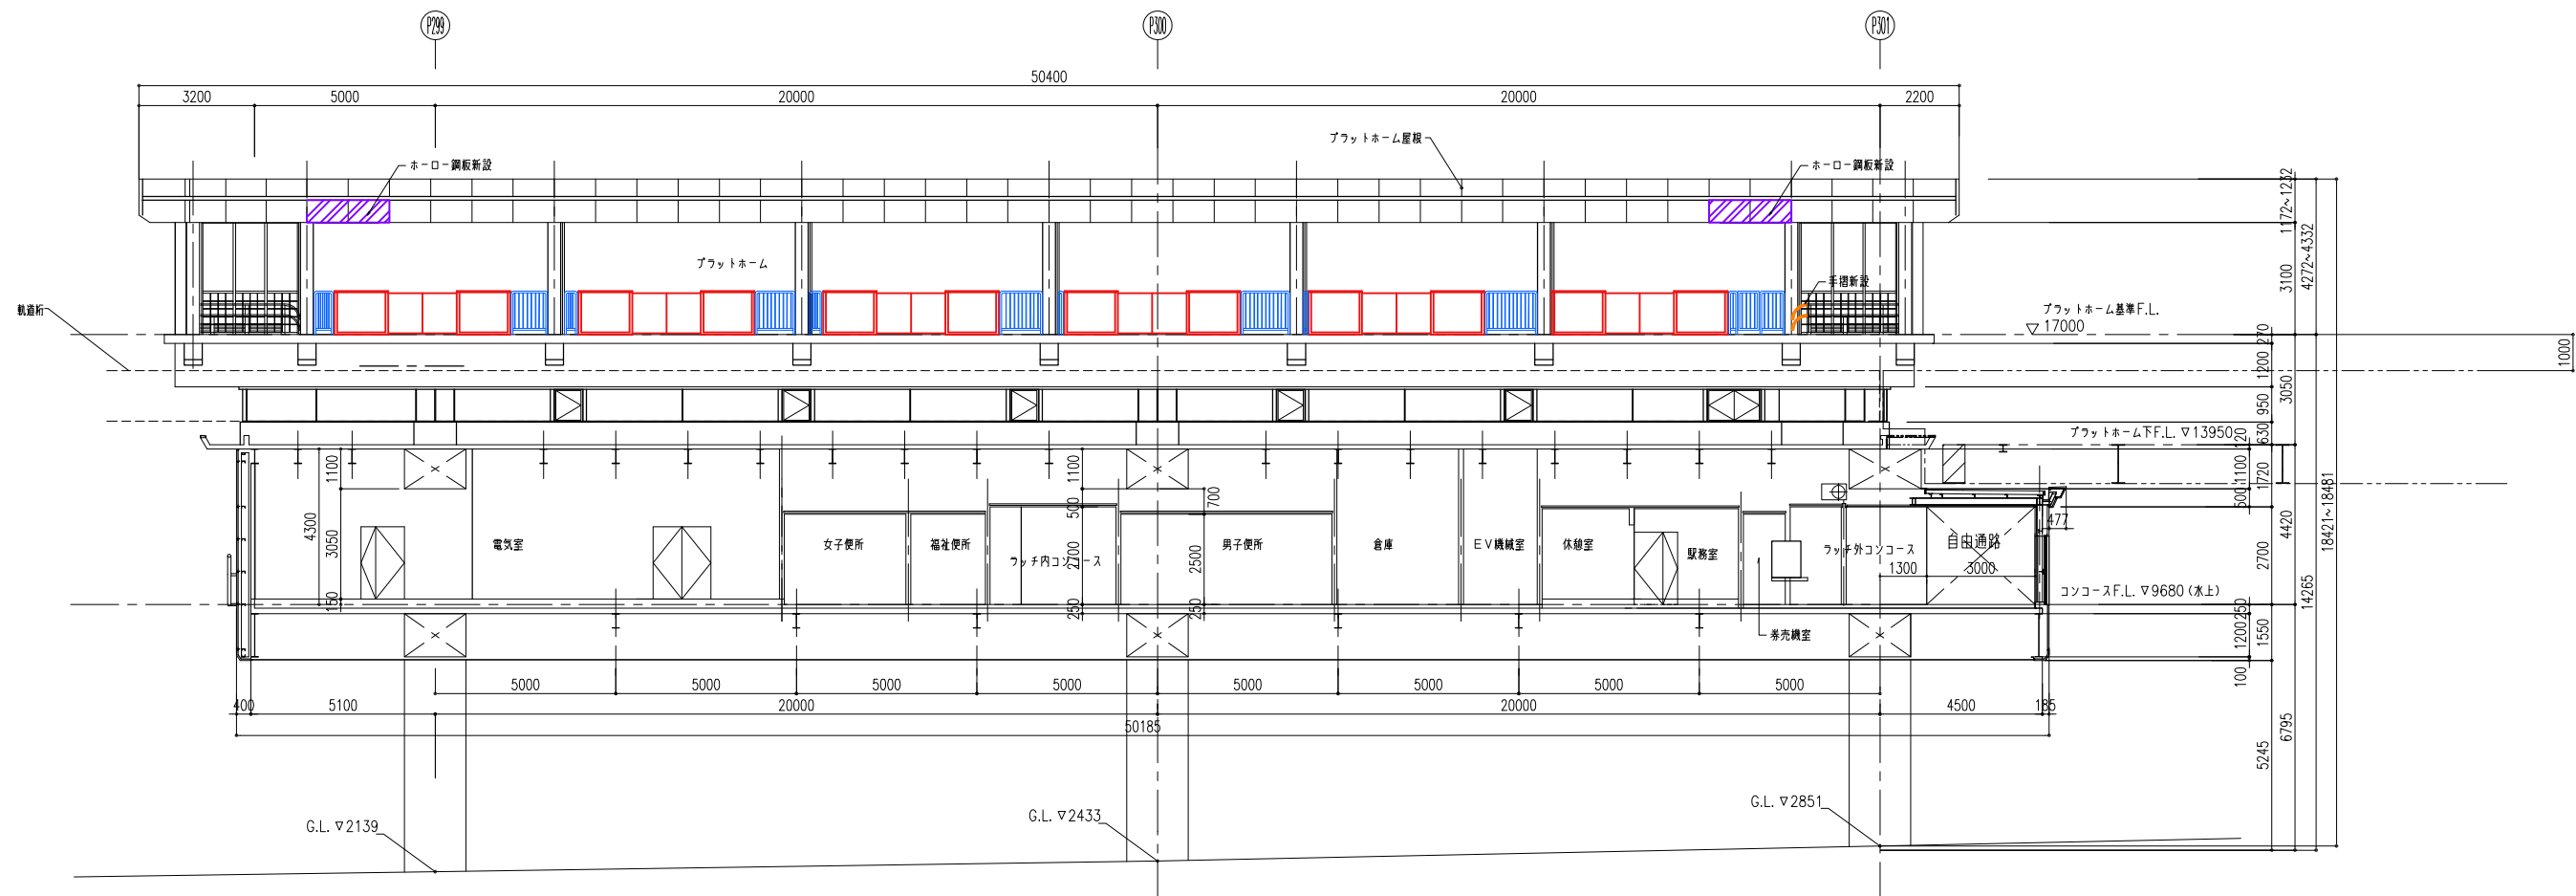 P299
P300
P301
50400
3200
5000
20000
20000
2200
プラットホーム屋根
ホーロー鋼板新設
ホーロー鋼板新設
プラットホーム
手摺新設
軌道桁
プラットホーム基準F.L.
▽ 17000
1172~1232
3100
4272~4332
270
1200
3050
950
630
1000
プラットホーム下F.L. ▽13950
120
1100
1720
500
18421~18481
1100
4300
3050
150
1100
500
2700
250
700
2500
250
電気室
女子便所
福祉便所
ラッチ内コンコース
男子便所
倉庫
EV機械室
休憩室
駅務室
ラッチ外コンコース
自由通路
477
1300
3000
4420
2700
14265
コンコースF.L. ▽9680 (水上)
券売機室
250
1200
1550
100
5000
5000
5000
5000
5000
5000
5000
5000
400
5100
20000
20000
4500
185
50185
5245
6795
G.L. ▽2139
G.L. ▽2433
G.L. ▽2851